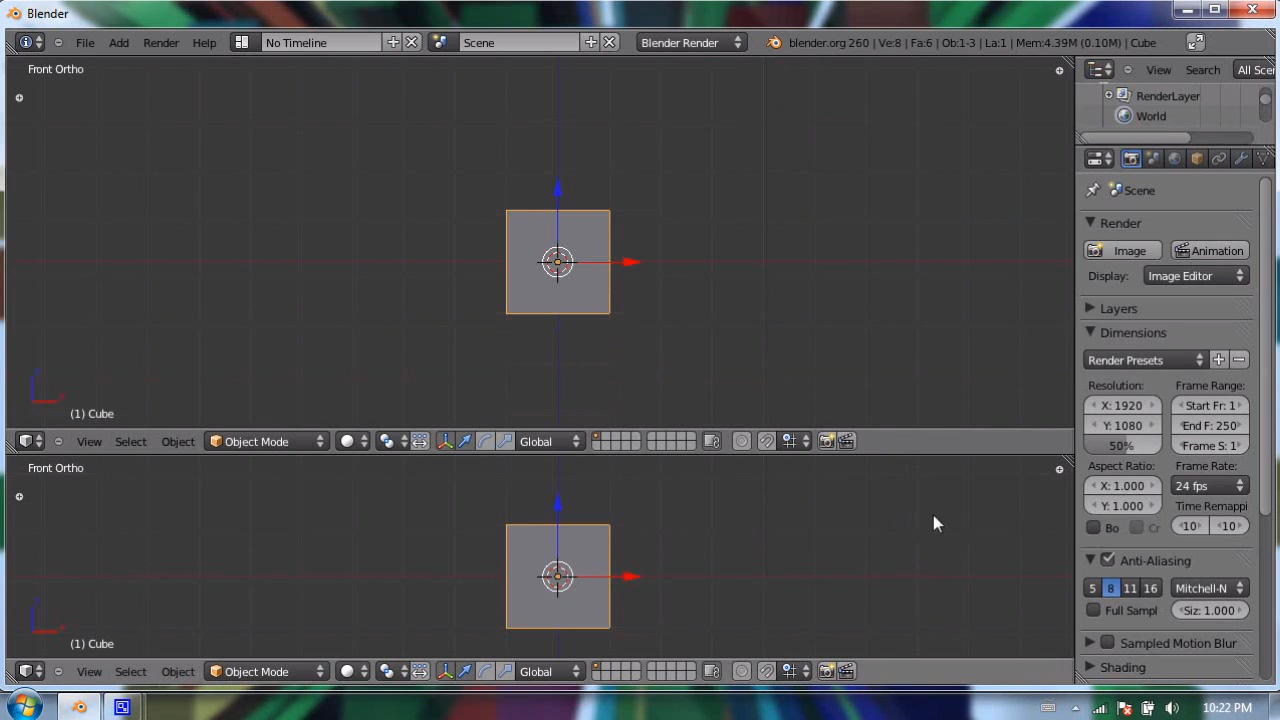 Blender
File Add Render Help No Timeline Scene Blender Render blender.org 260 | Ve:8 | Fa:6 | Ob:1-3 | La:1 | Mem:4.39M (0.10M) | Cube
Front Ortho
(1) Cube
View Select Object Object Mode Global
Front Ortho
(1) Cube
View Select Object Object Mode Global
View Search All Sce
RenderLayer
World
Scene
Render
Image Animation
Display: Image Editor
Layers
Dimensions
Render Presets
Resolution: Frame Range:
X: 1920 Start Fr: 1
Y: 1080 End F: 250
50% Frame S: 1
Aspect Ratio: Frame Rate:
X: 1.000 24 fps
Y: 1.000 Time Remappi
Bo Cr 10 10
Anti-Aliasing
5 8 11 16 Mitchell-N
Full Sampl Siz: 1.000
Sampled Motion Blur
Shading
10:22 PM